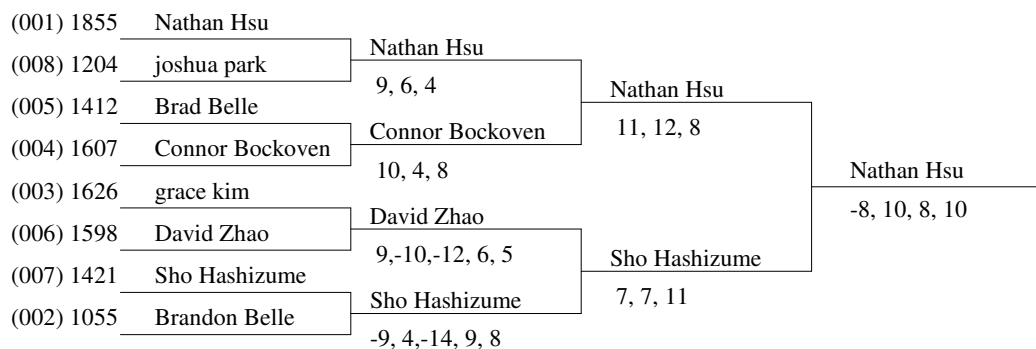 (001) 1855 Nathan Hsu
(008) 1204 joshua park
(005) 1412 Brad Belle
(004) 1607 Connor Bockoven
(003) 1626 grace kim
(006) 1598 David Zhao
(007) 1421 Sho Hashizume
(002) 1055 Brandon Belle
Nathan Hsu
9, 6, 4
Connor Bockoven
10, 4, 8
David Zhao
9,-10,-12, 6, 5
Sho Hashizume
-9, 4,-14, 9, 8
Nathan Hsu
11, 12, 8
Sho Hashizume
7, 7, 11
Nathan Hsu
-8, 10, 8, 10